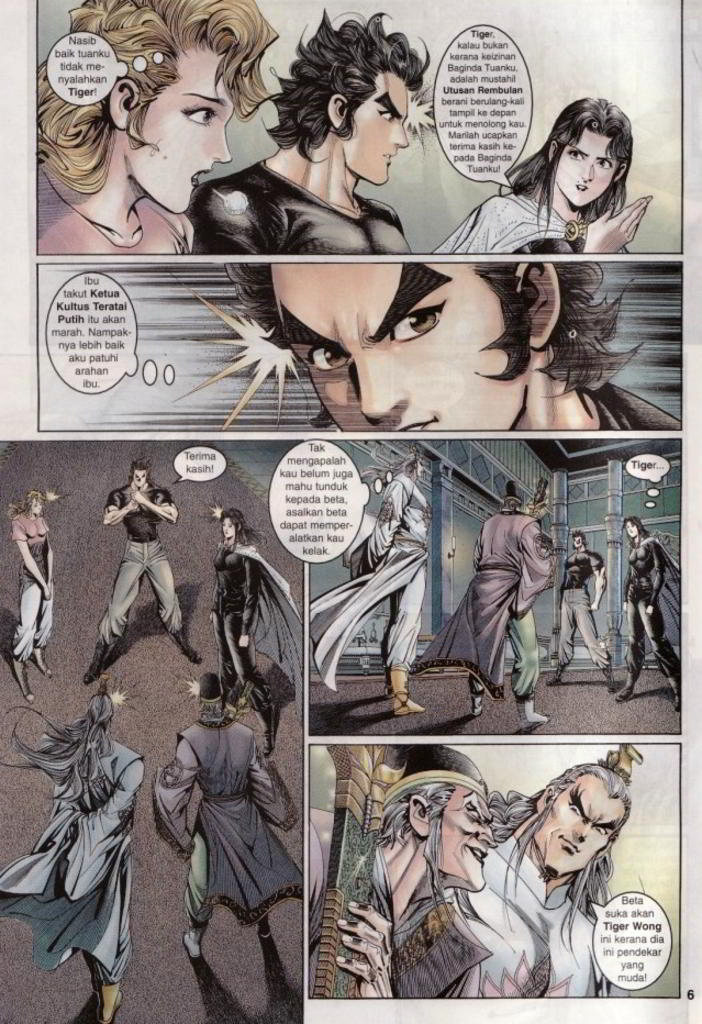 Nasib
baik tuanku
tidak me-
nyalahkan
Tiger!
Tiger,
kalau bukan
keizinan
Baginda Tuanku,
adalah mustahil
Utusan Rembulan
berani berulang-kali
tampil ke depan
untuk menolong kau.
Marilah ucapkan
terima kasih ke-
pada Baginda
Tuanku!
Ibu
takut Ketua
Kultus Teratai
Putih itu akan
marah. Nampak-
nya lebih baik
aku patuhi
arahan
ibu.
Terima
kasih!
Tak
mengapalah
kau belum juga
mahu tunduk
kepada beta,
asalkan beta
dapat memper-
alatkan kau
kelak.
Tiger...
Beta
suka akan
Tiger Wong
ini kerana dia
ini pendekar
yang
muda!
6